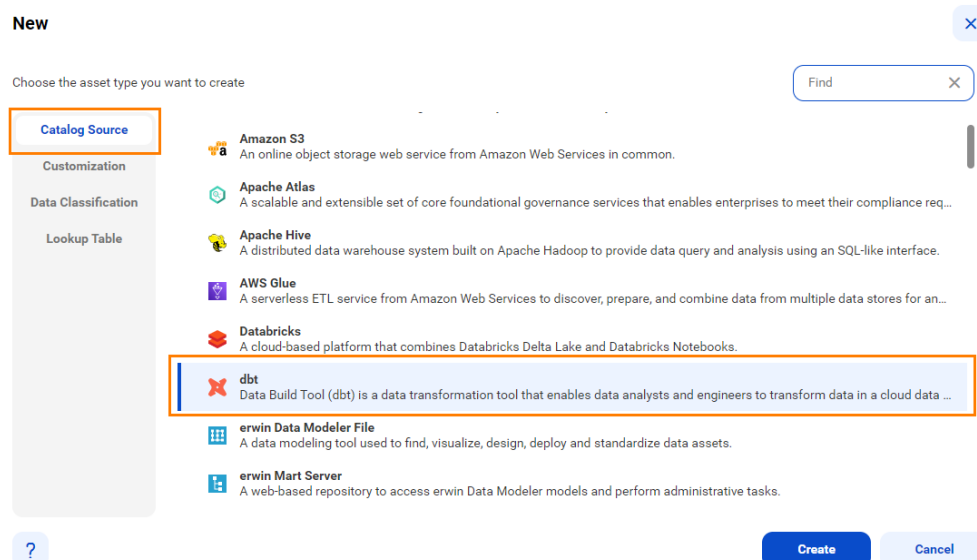 New
Choose the asset type you want to create
Find
Catalog Source
Customization
Data Classification
Lookup Table
Amazon S3
An online object storage web service from Amazon Web Services in common.
Apache Atlas
A scalable and extensible set of core foundational governance services that enables enterprises to meet their compliance req...
Apache Hive
A distributed data warehouse system built on Apache Hadoop to provide data query and analysis using an SQL-like interface.
AWS Glue
A serverless ETL service from Amazon Web Services to discover, prepare, and combine data from multiple data stores for an...
Databricks
A cloud-based platform that combines Databricks Delta Lake and Databricks Notebooks.
dbt
Data Build Tool (dbt) is a data transformation tool that enables data analysts and engineers to transform data in a cloud data ...
erwin Data Modeler File
A data modeling tool used to find, visualize, design, deploy and standardize data assets.
erwin Mart Server
A web-based repository to access erwin Data Modeler models and perform administrative tasks.
?
Create
Cancel